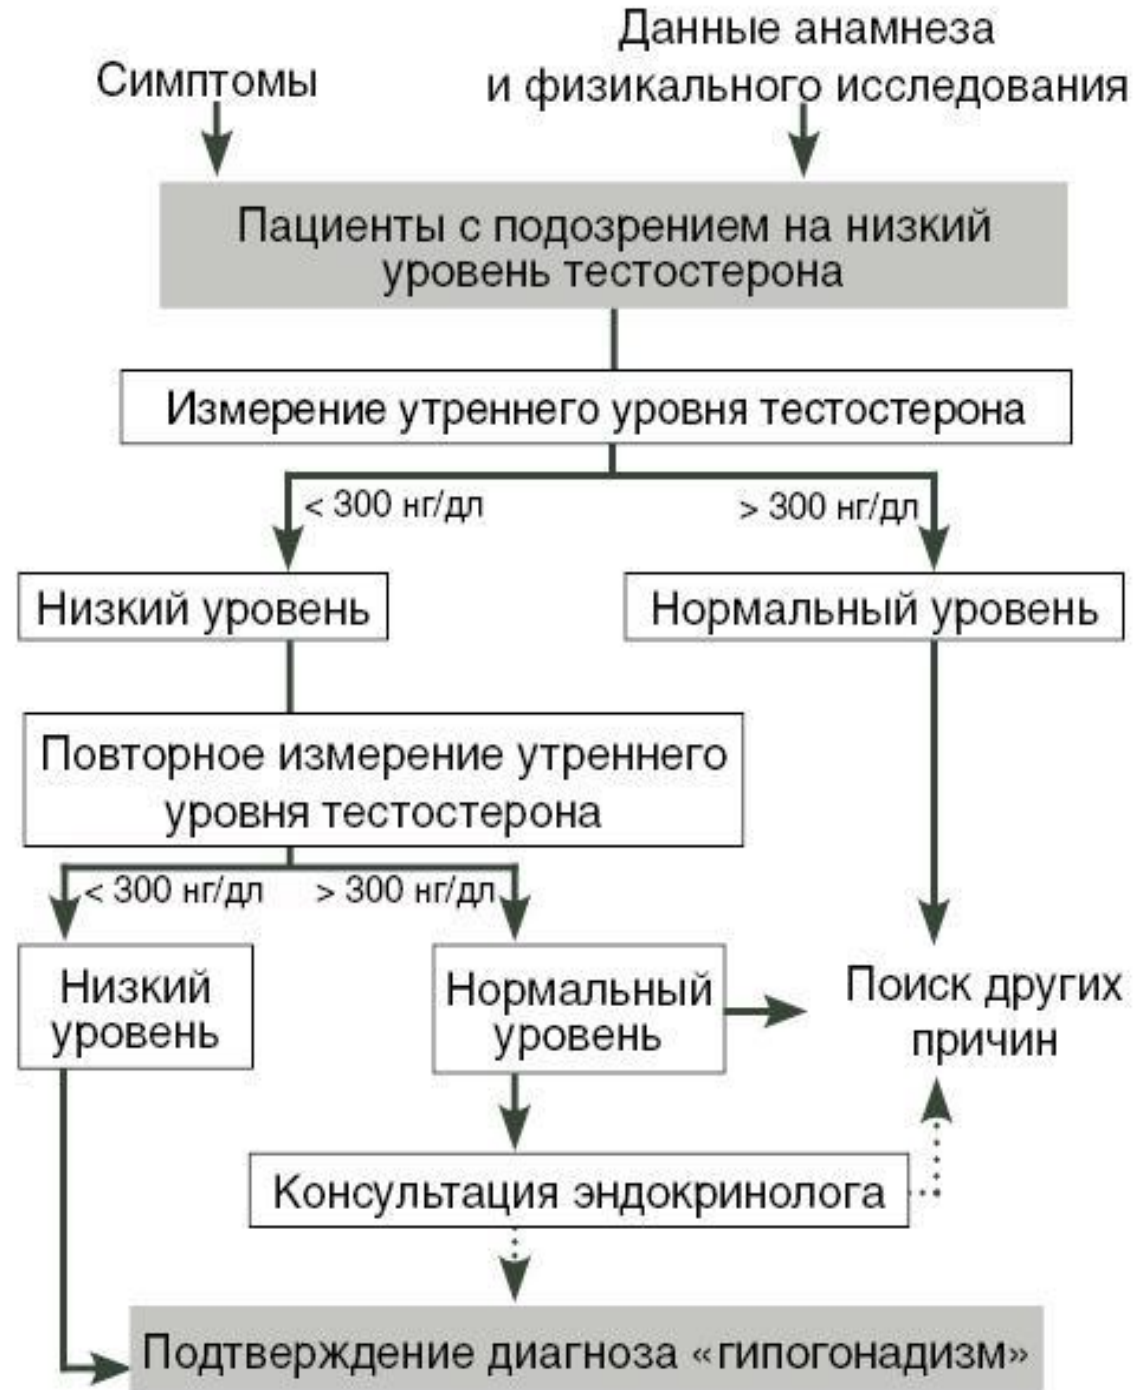 Симптомы
Данные анамнеза
и физикального исследования
Пациенты с подозрением на низкий
уровень тестостерона
Измерение утреннего уровня тестостерона
< 300 нг/дл
> 300 нг/дл
Низкий уровень
Нормальный уровень
Повторное измерение утреннего
уровня тестостерона
< 300 нг/дл
> 300 нг/дл
Низкий
уровень
Нормальный
уровень
Поиск других
причин
Консультация эндокринолога
Подтверждение диагноза «гипогонадизм»